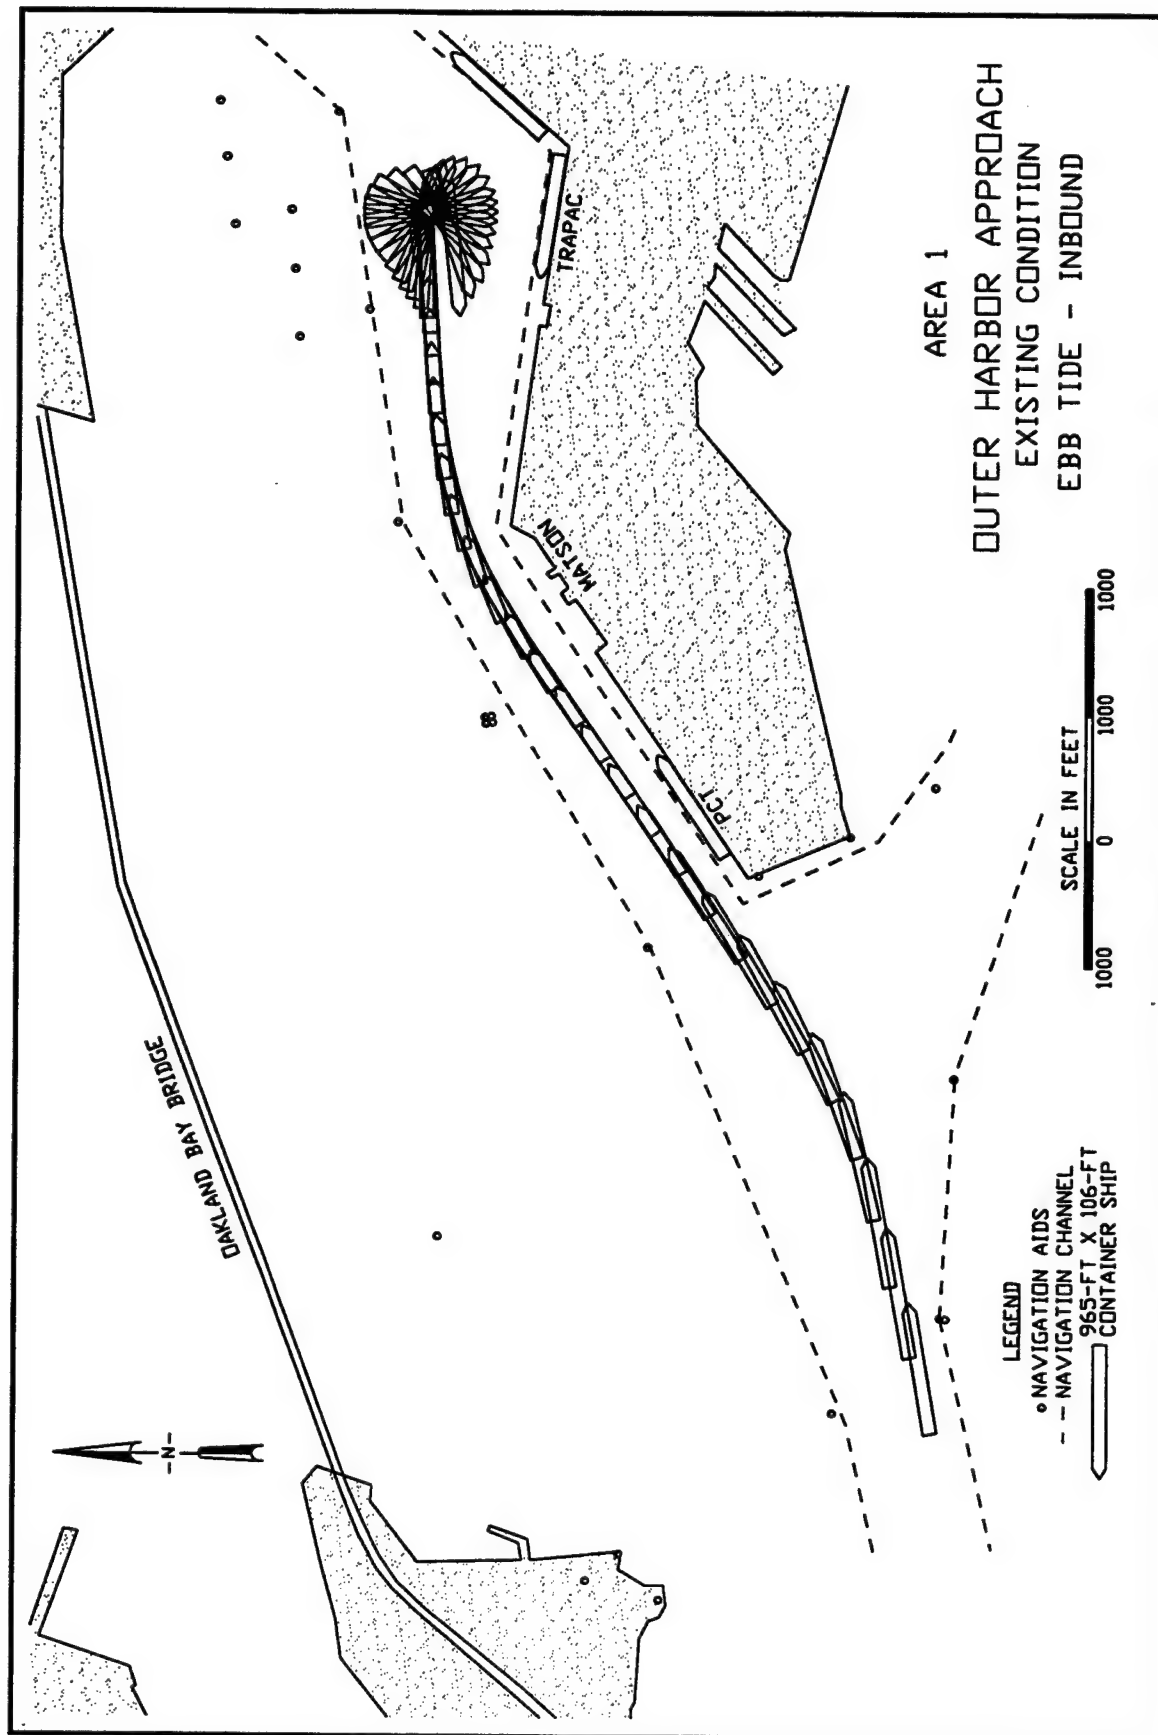 OAKLAND BAY BRIDGE
-N-
TRAPAC
MATSON
PCT
AREA 1
OUTER HARBOR APPROACH
EXISTING CONDITION
EBB TIDE - INBOUND
LEGEND
NAVIGATION AIDS
NAVIGATION CHANNEL
965-FT X 106-FT
CONTAINER SHIP
SCALE IN FEET
1000 0 1000 1000